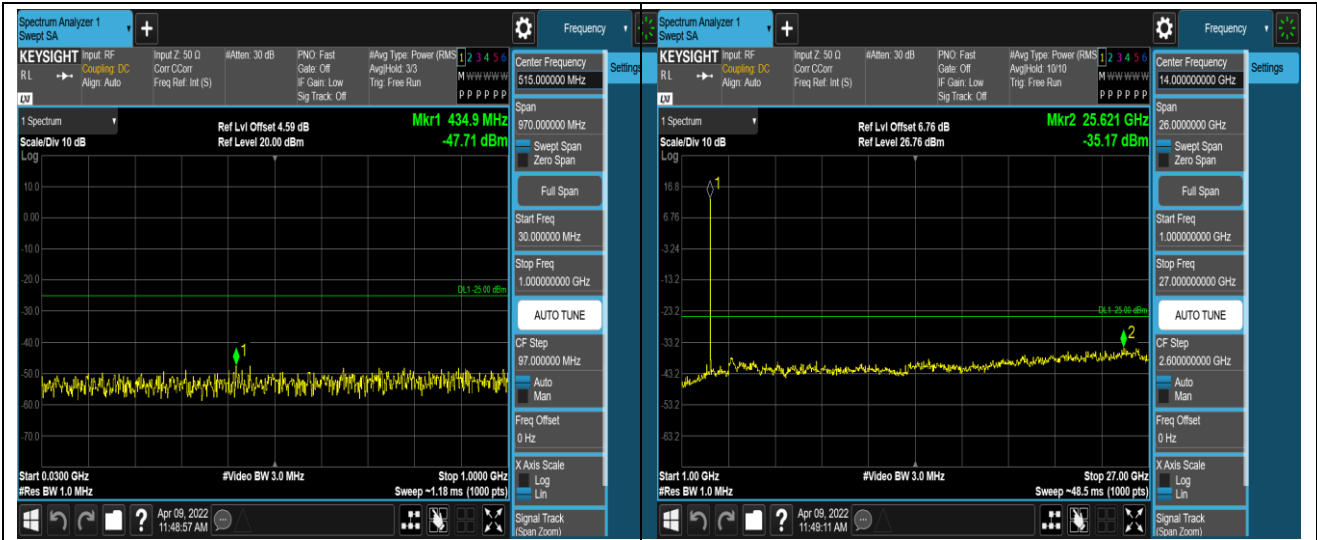 Spectrum Analyzer 1
Swept SA
+
Frequency
KEYSIGHT
RL
LXI
Input: RF
Coupling: DC
Align: Auto
Input Z: 50 Ω
Corr CCorr
Freq Ref: Int (S)
#Atten: 30 dB
PNO: Fast
Gate: Off
IF Gain: Low
Sig Track: Off
#Avg Type: Power (RMS
Avg|Hold: 3/3
Trig: Free Run
1 2 3 4 5 6
M W W W W W
P P P P P P
1 Spectrum
Scale/Div 10 dB
Log
Ref Lvl Offset 4.59 dB
Ref Level 20.00 dBm
Mkr1 434.9 MHz
-47.71 dBm
10.0
0.00
-10.0
-20.0
DL1 -25.00 dBm
-30.0
-40.0
1
-50.0
-60.0
-70.0
Start 0.0300 GHz
#Res BW 1.0 MHz
#Video BW 3.0 MHz
Stop 1.0000 GHz
Sweep ~1.18 ms (1000 pts)
?
Apr 09, 2022
11:48:57 AM
Center Frequency
515.000000 MHz
Settings
Span
970.000000 MHz
Swept Span
Zero Span
Full Span
Start Freq
30.000000 MHz
Stop Freq
1.000000000 GHz
AUTO TUNE
CF Step
97.000000 MHz
Auto
Man
Freq Offset
0 Hz
X Axis Scale
Log
Lin
Signal Track
(Span Zoom)
Spectrum Analyzer 1
Swept SA
+
Frequency
KEYSIGHT
RL
LXI
Input: RF
Coupling: DC
Align: Auto
Input Z: 50 Ω
Corr CCorr
Freq Ref: Int (S)
#Atten: 30 dB
PNO: Fast
Gate: Off
IF Gain: Low
Sig Track: Off
#Avg Type: Power (RMS
Avg|Hold: 10/10
Trig: Free Run
1 2 3 4 5 6
M W W W W W
P P P P P P
1 Spectrum
Scale/Div 10 dB
Log
Ref Lvl Offset 6.76 dB
Ref Level 26.76 dBm
Mkr2 25.621 GHz
-35.17 dBm
1
16.8
6.76
-3.24
-13.2
-23.2
DL1 -25.00 dBm
2
-33.2
-43.2
-53.2
-63.2
Start 1.00 GHz
#Res BW 1.0 MHz
#Video BW 3.0 MHz
Stop 27.00 GHz
Sweep ~48.5 ms (1000 pts)
?
Apr 09, 2022
11:49:11 AM
Center Frequency
14.000000000 GHz
Settings
Span
26.0000000 GHz
Swept Span
Zero Span
Full Span
Start Freq
1.000000000 GHz
Stop Freq
27.000000000 GHz
AUTO TUNE
CF Step
2.600000000 GHz
Auto
Man
Freq Offset
0 Hz
X Axis Scale
Log
Lin
Signal Track
(Span Zoom)